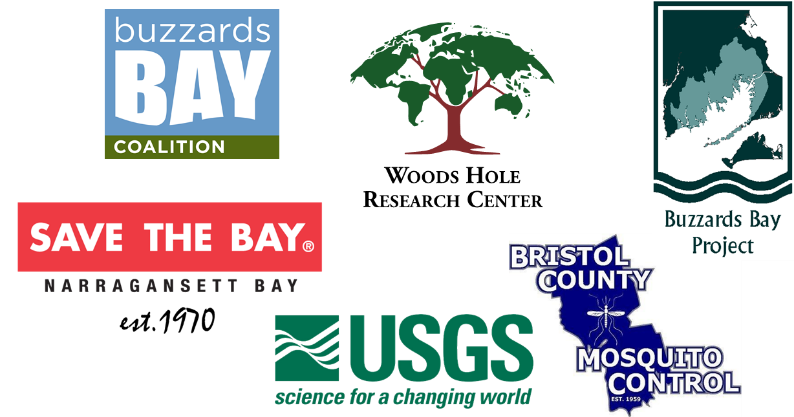 buzzards
BAY
COALITION
WOODS HOLE
RESEARCH CENTER
Buzzards Bay
Project
SAVE THE BAY®
NARRAGANSETT BAY
est.1970
USGS
science for a changing world
BRISTOL
COUNTY
MOSQUITO
CONTROL
EST. 1959